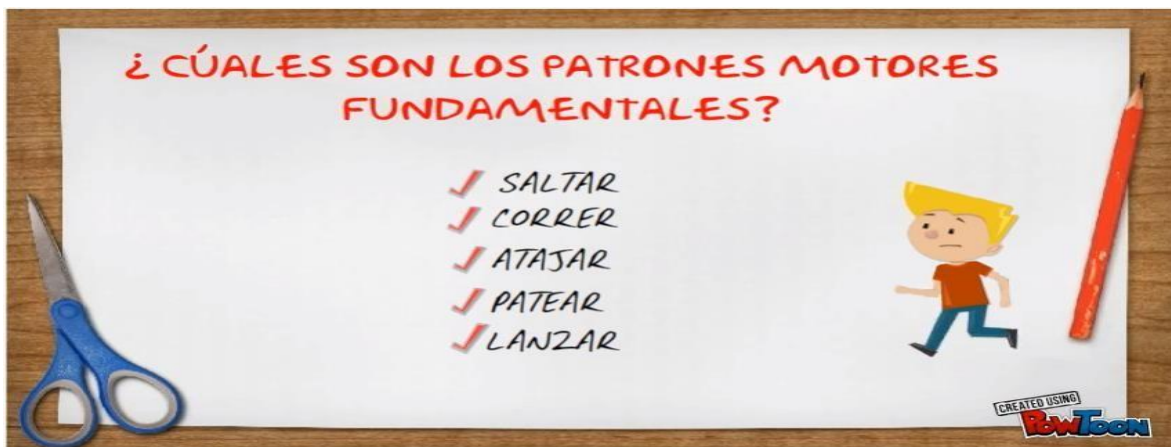 ¿ CÚALES SON LOS PATRONES MOTORES
FUNDAMENTALES?
SALTAR
CORRER
ATAJAR
PATEAR
LANZAR
CREATED USING
POWTOON